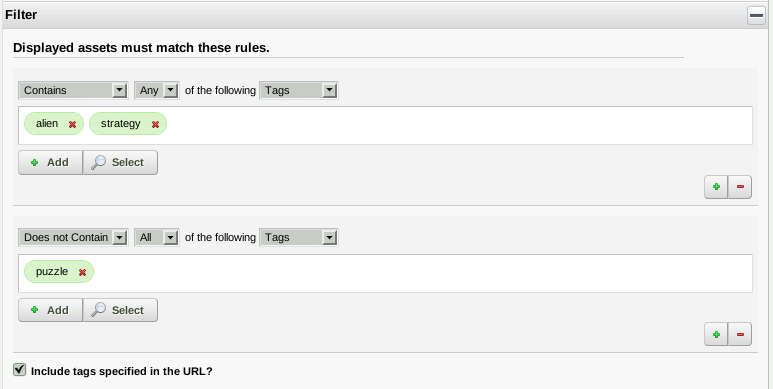 Filter
Displayed assets must match these rules.
Contains Any of the following Tags
alien strategy
Add Select
Does not Contain All of the following Tags
puzzle
Add Select
Include tags specified in the URL?